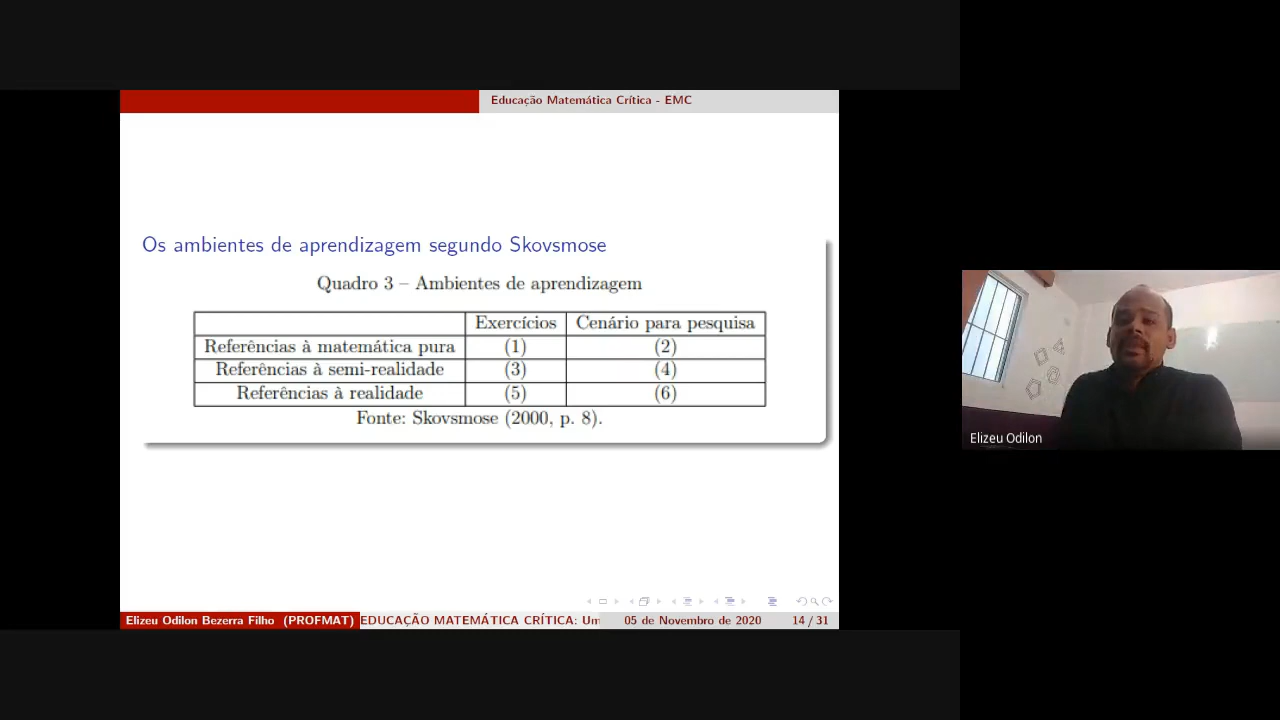 Educação Matemática Crítica - EMC
Os ambientes de aprendizagem segundo Skovsmose
Quadro 3 – Ambientes de aprendizagem
Exercícios Cenário para pesquisa
Referências à matemática pura (1) (2)
Referências à semi-realidade (3) (4)
Referências à realidade (5) (6)
Fonte: Skovsmose (2000, p. 8).
Elizeu Odilon Bezerra Filho (PROFMAT) EDUCAÇÃO MATEMÁTICA CRÍTICA: Um 05 de Novembro de 2020 14 / 31
Elizeu Odilon